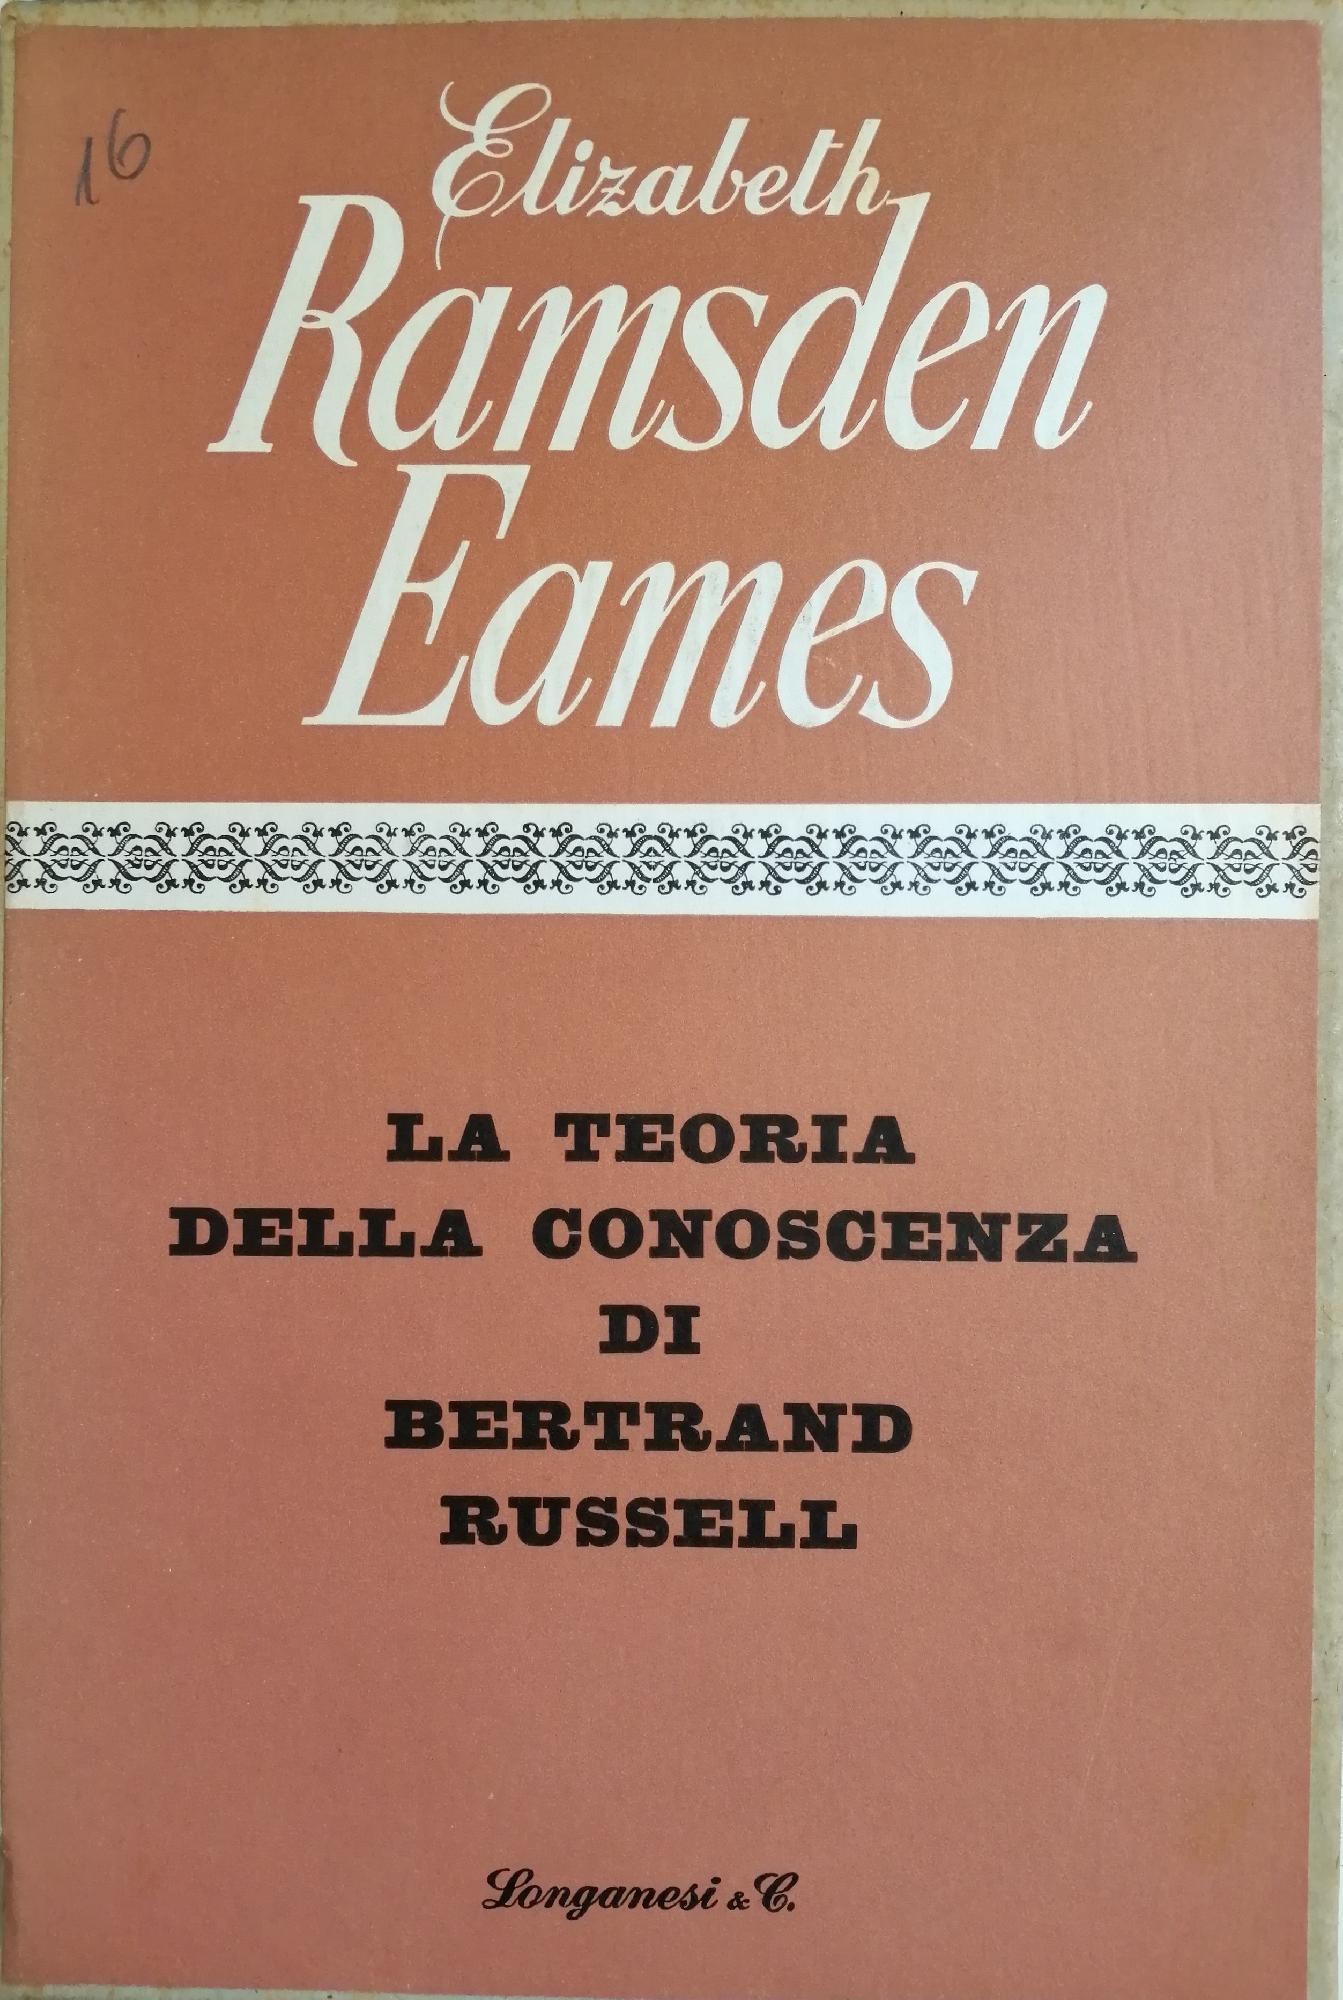 16
Elizabeth
Ramsden
Eames
LA TEORIA
DELLA CONOSCENZA
DI
BERTRAND
RUSSELL
Longanesi & C.